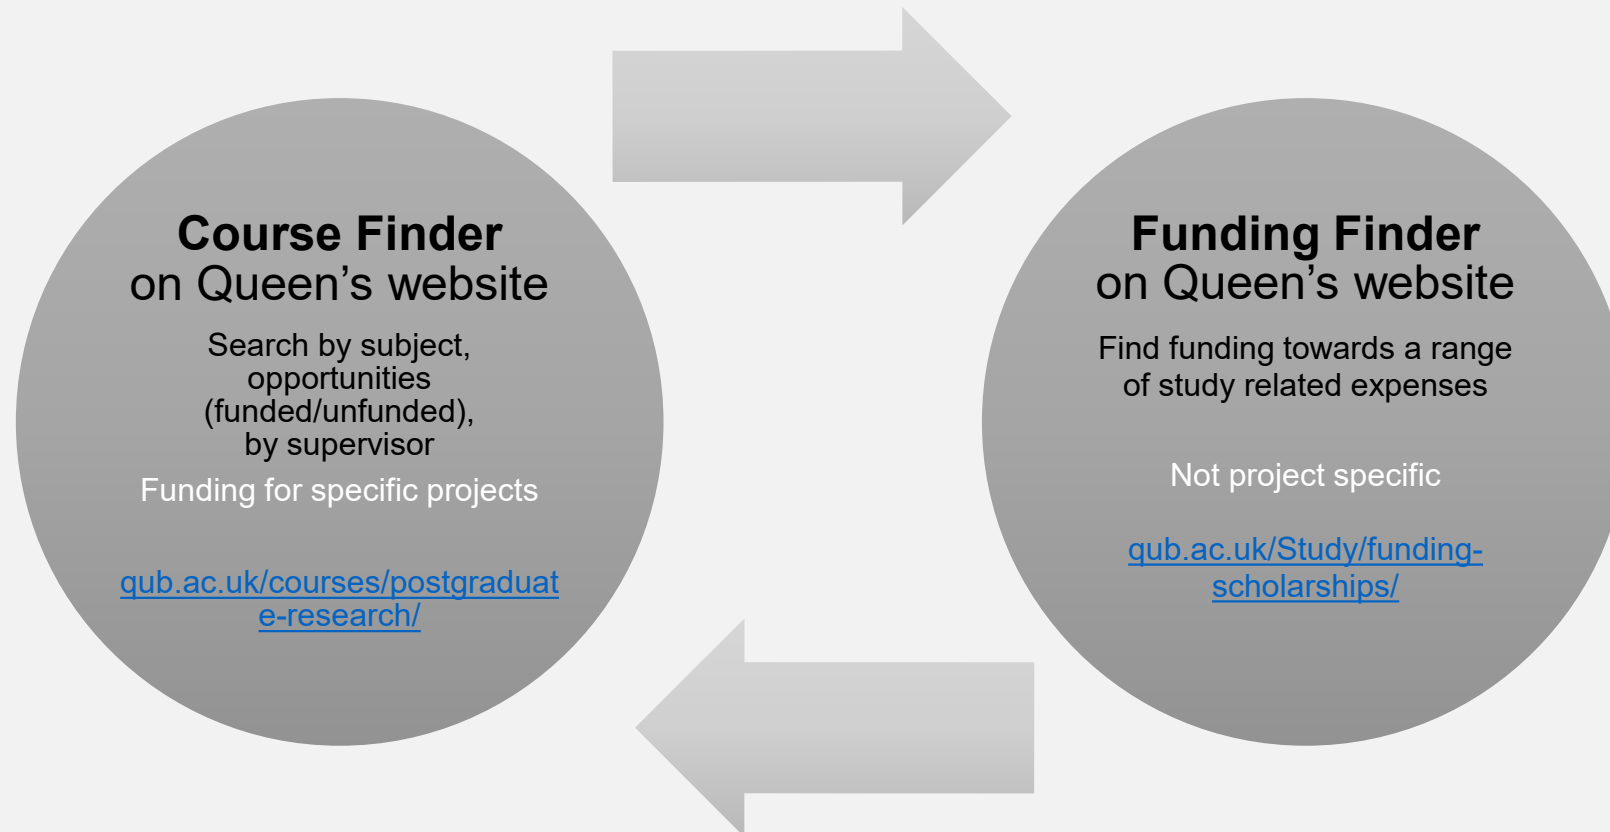 Course Finder
on Queen's website
Search by subject,
opportunities
(funded/unfunded),
by supervisor
Funding for specific projects
qub.ac.uk/courses/postgraduat
e-research/
Funding Finder
on Queen's website
Find funding towards a range
of study related expenses
Not project specific
qub.ac.uk/Study/funding-
scholarships/